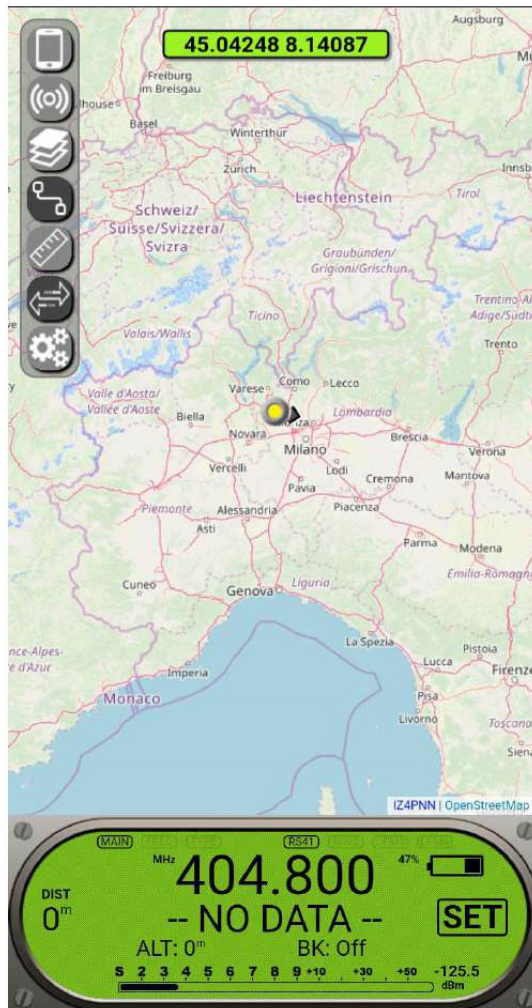 Augsburg
45.04248 8.14087
Freiburg
im Breisgau
Basel
Winterthur
Zürich
Innsb
Liechtenstein
Tirol
Schweiz/
Suisse/Svizzera/
Svizra
Graubünden/
Grigioni/Grischun
Trentino-Al
Adige/Südti
Ticino
Valais/Wallis
Trento
Varese
Como
Lecco
Valle d'Aosta/
Vallée d'Aoste
Biella
Lombardia
Novara
Milano
Brescia
Verona
Vercelli
Lodi
Pavia
Cremona
Mantova
Piemonte
Alessandria
Piacenza
Asti
Parma
Modena
Cuneo
Genova
Liguria
Emilia-Romagn
La Spezia
Pistoia
nce-Alpes-
e d'Azur
Imperia
Lucca
Firenze
Monaco
Pisa
Livorno
Toscana
Siena
IZ4PNN | OpenStreetMap
MAIN RS41
MHz 404.800 47%
DIST
0m
-- NO DATA -- SET
ALT: 0m BK: Off
S 2 3 4 5 6 7 8 9 +10 +30 +50 -125.5
dBm